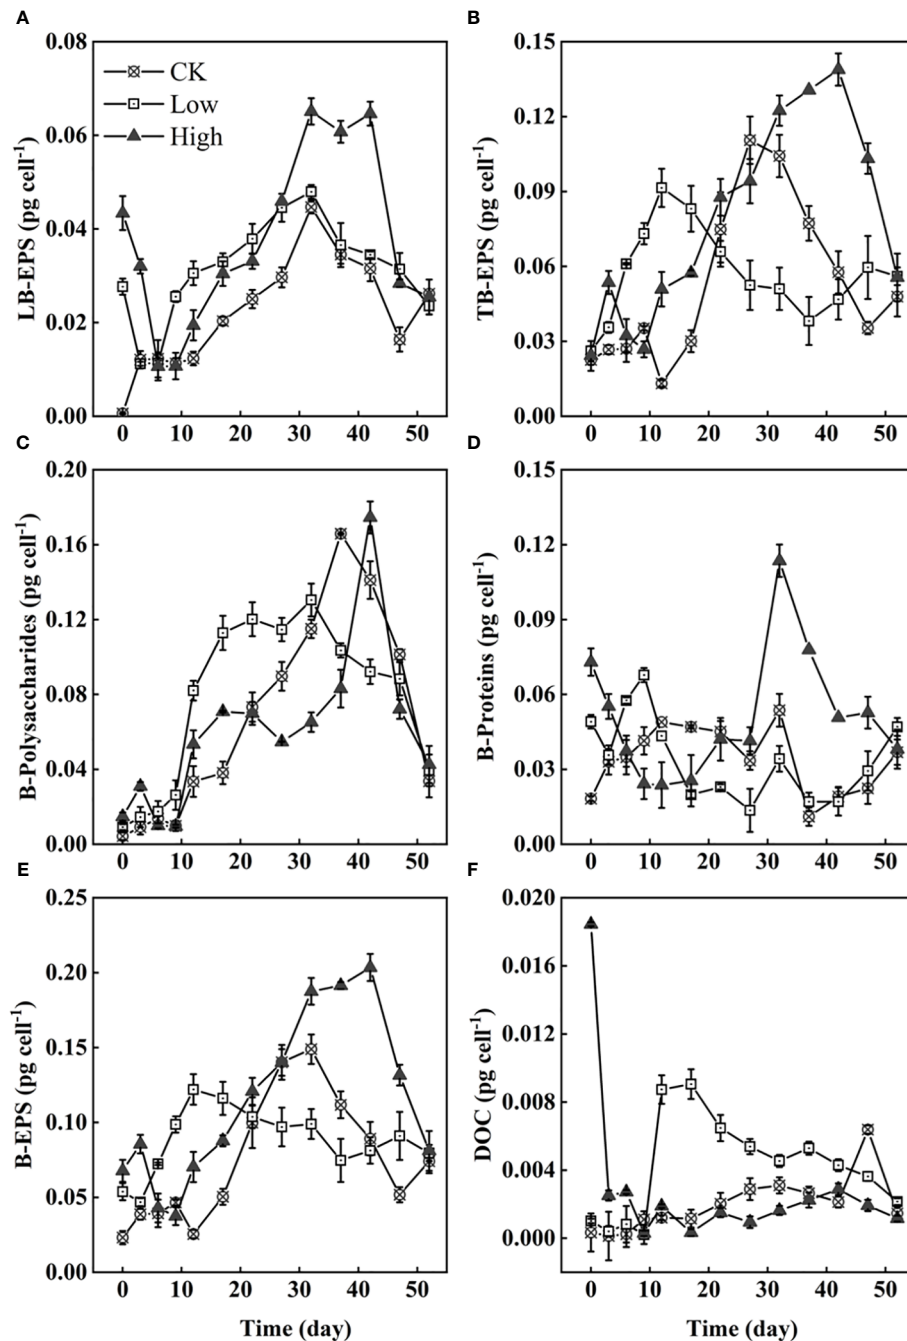 A
LB-EPS (pg cell⁻¹)
0.08
0.06
0.04
0.02
0.00
CK
Low
High
0 10 20 30 40 50
B
TB-EPS (pg cell⁻¹)
0.15
0.12
0.09
0.06
0.03
0.00
0 10 20 30 40 50
C
B-Polysaccharides (pg cell⁻¹)
0.20
0.16
0.12
0.08
0.04
0.00
0 10 20 30 40 50
D
B-Proteins (pg cell⁻¹)
0.15
0.12
0.09
0.06
0.03
0.00
0 10 20 30 40 50
E
B-EPS (pg cell⁻¹)
0.25
0.20
0.15
0.10
0.05
0.00
0 10 20 30 40 50
Time (day)
F
DOC (pg cell⁻¹)
0.020
0.016
0.012
0.008
0.004
0.000
0 10 20 30 40 50
Time (day)